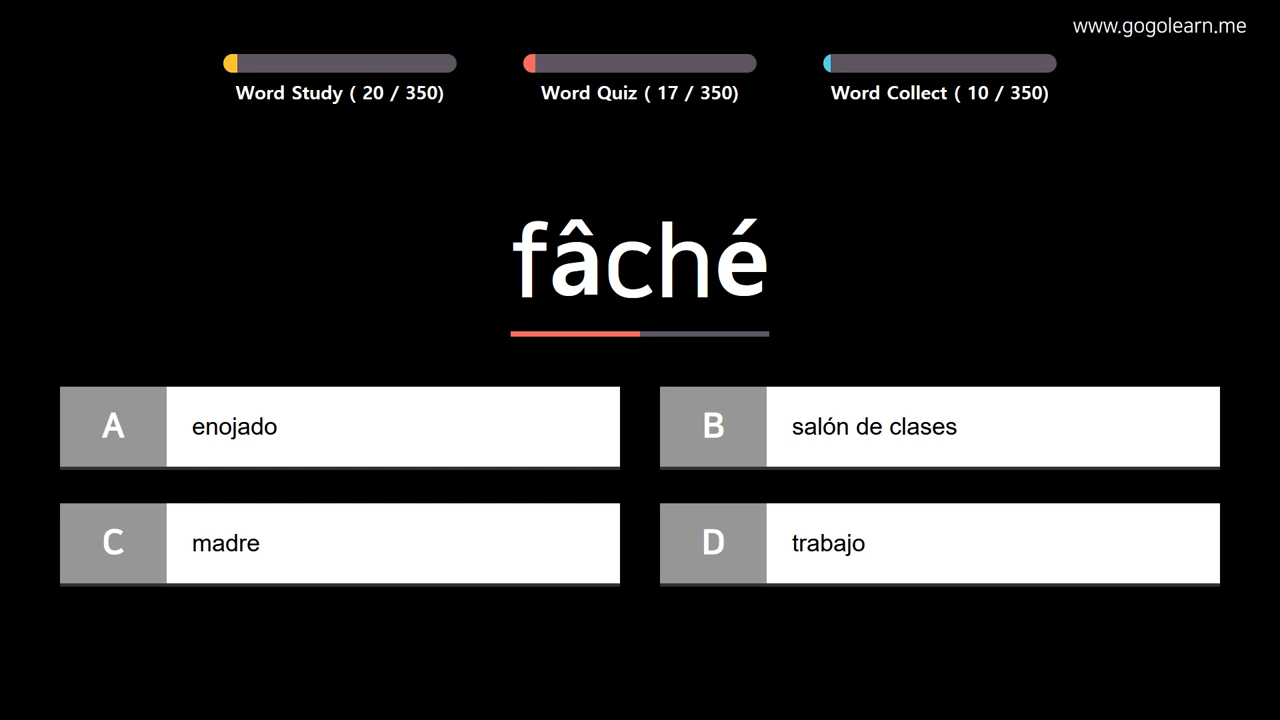 www.gogolearn.me
Word Study ( 20 / 350)
Word Quiz ( 17 / 350)
Word Collect ( 10 / 350)
fâché
A enojado
B salón de clases
C madre
D trabajo